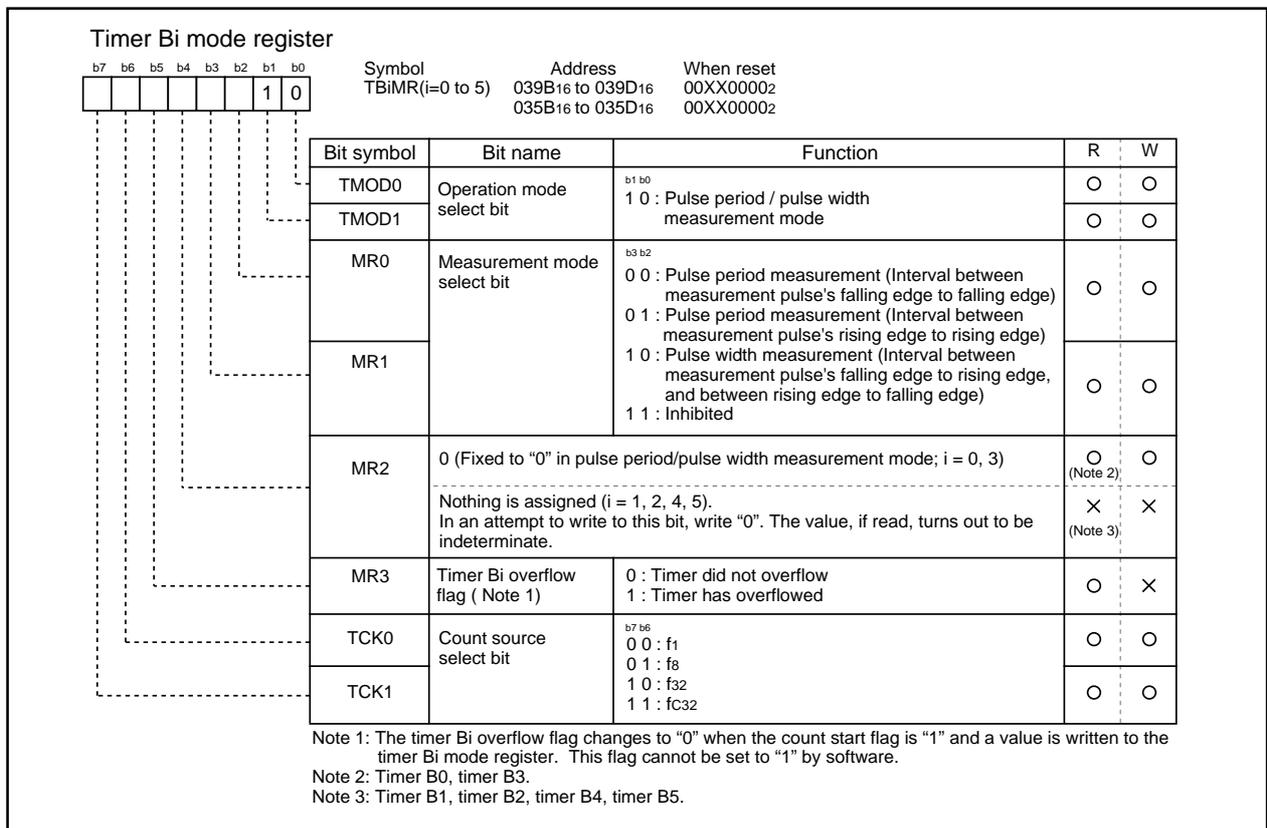 Timer Bi mode register
b7 b6 b5 b4 b3 b2 b1 b0
1 0
Symbol Address When reset
TBiMR(i=0 to 5) 039B16 to 039D16 00XX00002
035B16 to 035D16 00XX00002
Bit symbol Bit name Function R W
TMOD0
TMOD1
Operation mode
select bit
b1 b0
1 0 : Pulse period / pulse width
measurement mode
MR0
MR1
Measurement mode
select bit
b3 b2
0 0 : Pulse period measurement (Interval between
measurement pulse's falling edge to falling edge)
0 1 : Pulse period measurement (Interval between
measurement pulse's rising edge to rising edge)
1 0 : Pulse width measurement (Interval between
measurement pulse's falling edge to rising edge,
and between rising edge to falling edge)
1 1 : Inhibited
MR2
0 (Fixed to “0” in pulse period/pulse width measurement mode; i = 0, 3)
(Note 2)
Nothing is assigned (i = 1, 2, 4, 5).
In an attempt to write to this bit, write “0”. The value, if read, turns out to be
indeterminate.
(Note 3)
MR3
Timer Bi overflow
flag ( Note 1)
0 : Timer did not overflow
1 : Timer has overflowed
TCK0
TCK1
Count source
select bit
b7 b6
0 0 : f1
0 1 : f8
1 0 : f32
1 1 : fC32
Note 1: The timer Bi overflow flag changes to “0” when the count start flag is “1” and a value is written to the
timer Bi mode register. This flag cannot be set to “1” by software.
Note 2: Timer B0, timer B3.
Note 3: Timer B1, timer B2, timer B4, timer B5.